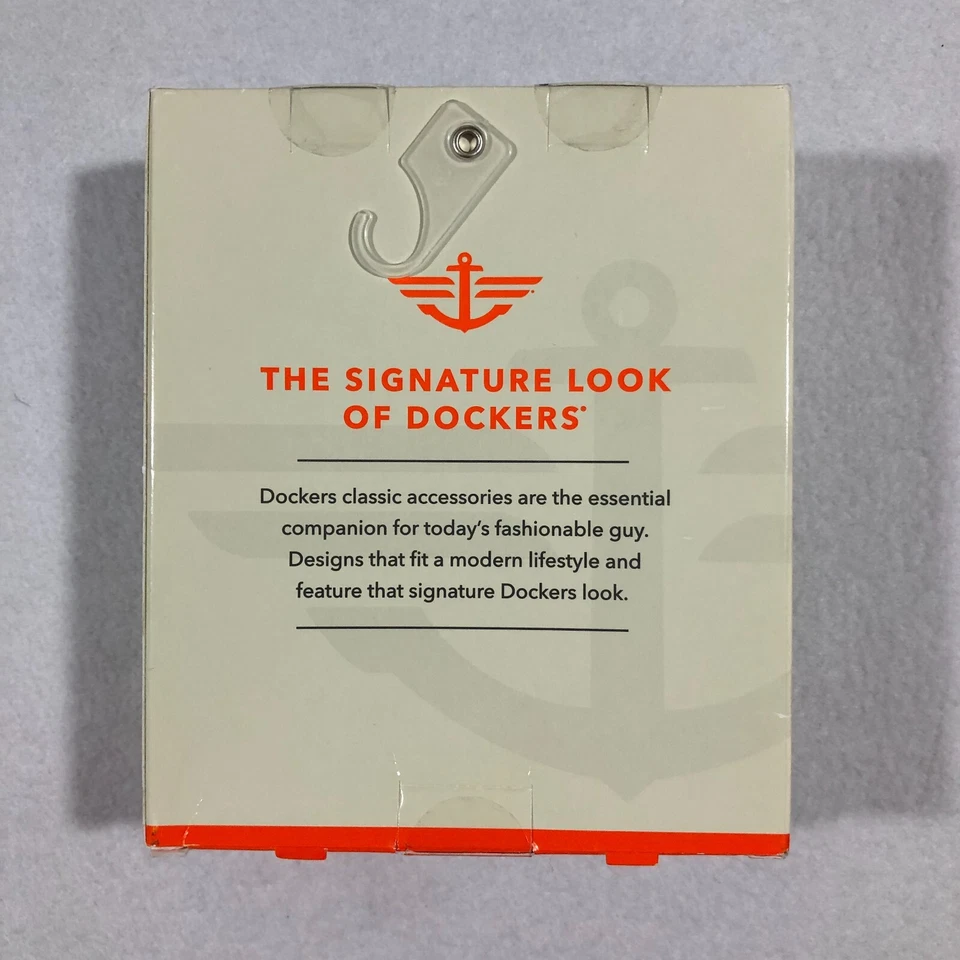 THE SIGNATURE LOOK
OF DOCKERS®
Dockers classic accessories are the essential
companion for today's fashionable guy.
Designs that fit a modern lifestyle and
feature that signature Dockers look.